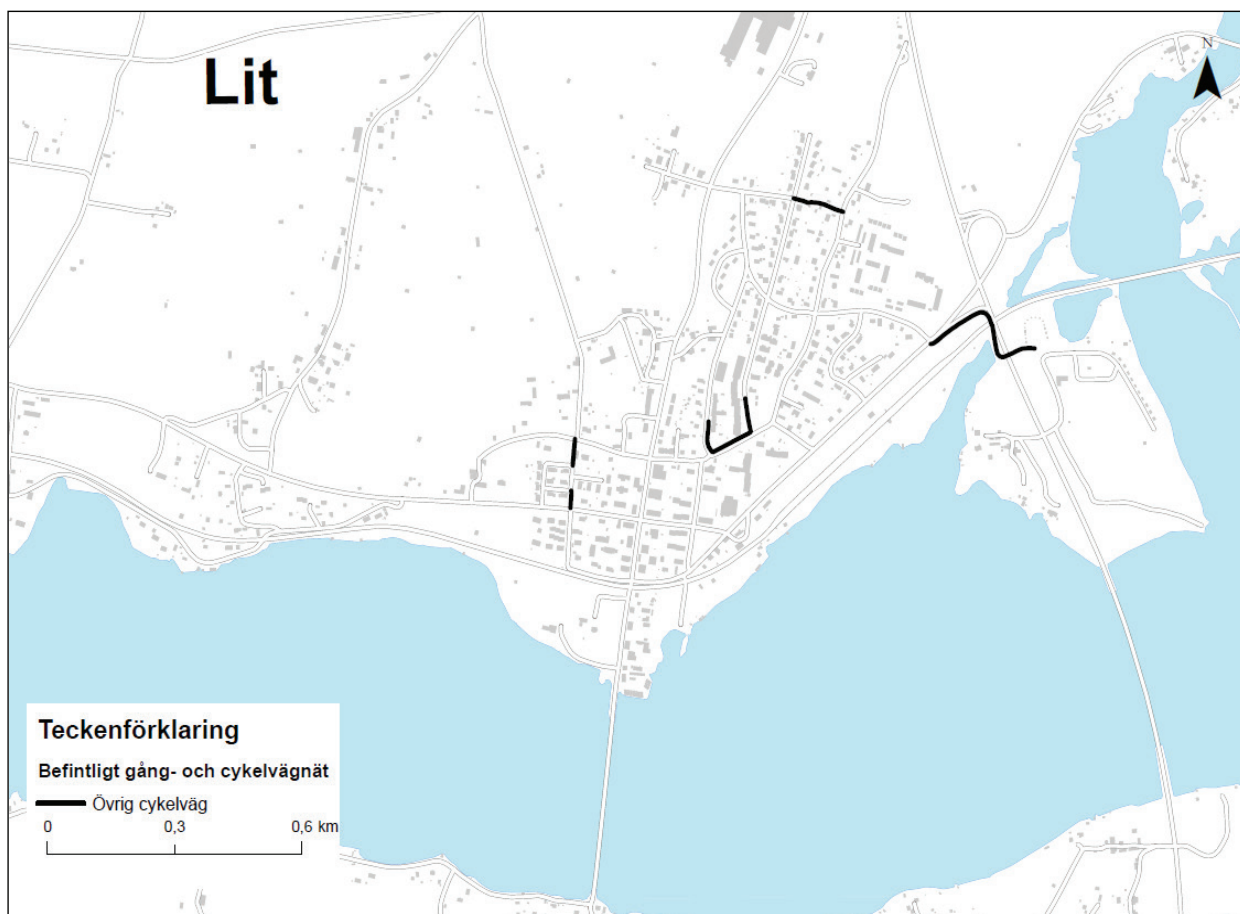 Lit
N
Teckenförklaring
Befintligt gång- och cykelvägnät
Övrig cykelväg
0 0,3 0,6 km